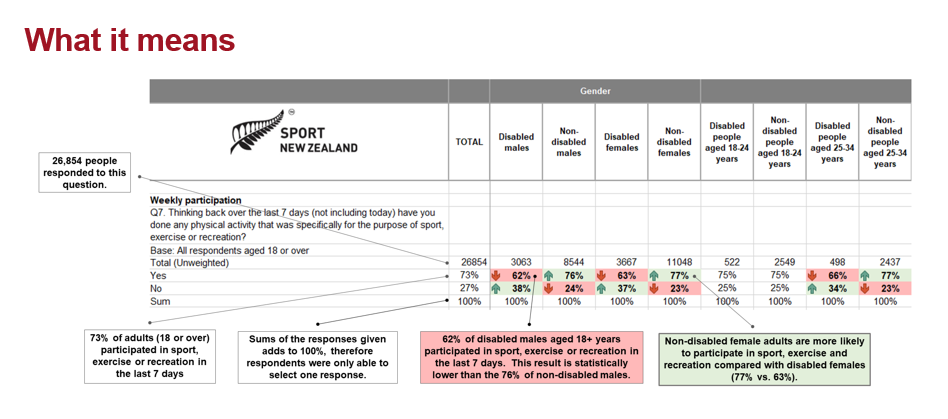 What it means
Gender
TM
SPORT
NEW ZEALAND
TOTAL
Disabled
males
Non-
disabled
males
Disabled
females
Non-
disabled
females
Disabled
people
aged 18-24
years
Non-
disabled
people
aged 18-24
years
Disabled
people
aged 25-34
years
Non-
disabled
people
aged 25-34
years
26,854 people
responded to this
question.
Weekly participation
Q7. Thinking back over the last 7 days (not including today) have you
done any physical activity that was specifically for the purpose of sport,
exercise or recreation?
Base: All respondents aged 18 or over
Total (Unweighted) 26854 3063 8544 3667 11048 522 2549 498 2437
Yes 73% 62% 76% 63% 77% 75% 75% 66% 77%
No 27% 38% 24% 37% 23% 25% 25% 34% 23%
Sum 100% 100% 100% 100% 100% 100% 100% 100% 100%
73% of adults (18 or over)
participated in sport,
exercise or recreation in
the last 7 days
Sums of the responses given
adds to 100%, therefore
respondents were only able to
select one response.
62% of disabled males aged 18+ years
participated in sport, exercise or recreation in
the last 7 days. This result is statistically
lower than the 76% of non-disabled males.
Non-disabled female adults are more likely
to participate in sport, exercise and
recreation compared with disabled females
(77% vs. 63%).